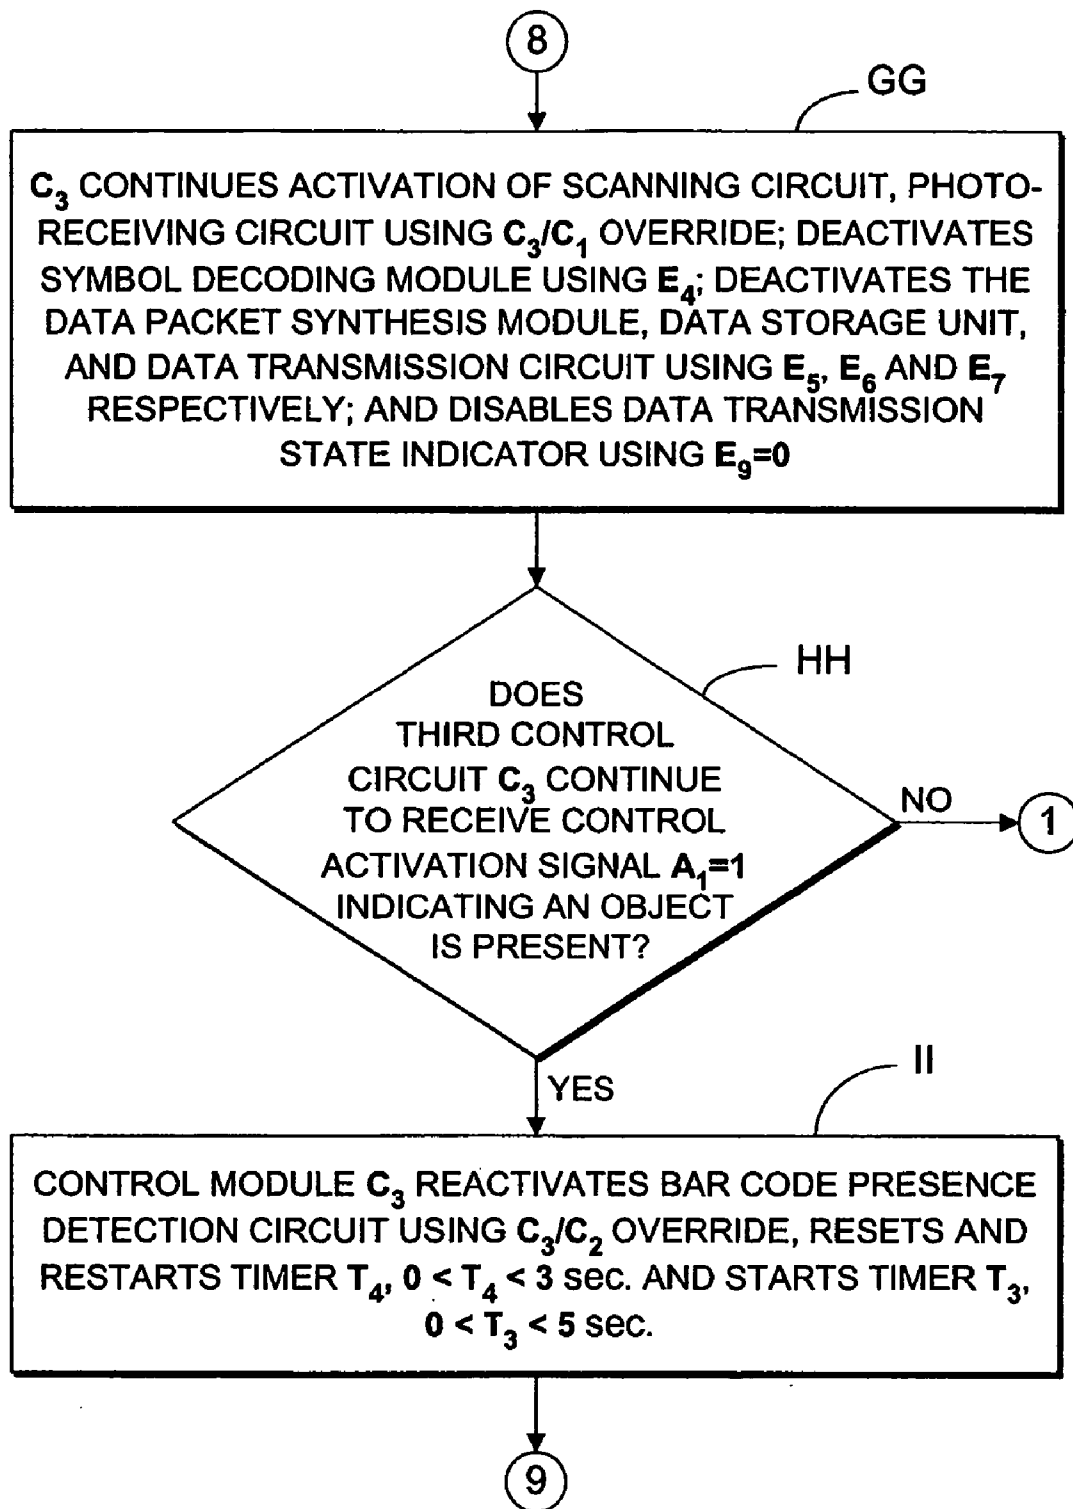 8
GG
C3 CONTINUES ACTIVATION OF SCANNING CIRCUIT, PHOTO-
RECEIVING CIRCUIT USING C3/C1 OVERRIDE; DEACTIVATES
SYMBOL DECODING MODULE USING E4; DEACTIVATES THE
DATA PACKET SYNTHESIS MODULE, DATA STORAGE UNIT,
AND DATA TRANSMISSION CIRCUIT USING E5, E6 AND E7
RESPECTIVELY; AND DISABLES DATA TRANSMISSION
STATE INDICATOR USING E9=0
HH
DOES
THIRD CONTROL
CIRCUIT C3 CONTINUE
TO RECEIVE CONTROL
ACTIVATION SIGNAL A1=1
INDICATING AN OBJECT
IS PRESENT?
NO
1
YES
II
CONTROL MODULE C3 REACTIVATES BAR CODE PRESENCE
DETECTION CIRCUIT USING C3/C2 OVERRIDE, RESETS AND
RESTARTS TIMER T4, 0 < T4 < 3 sec. AND STARTS TIMER T3,
0 < T3 < 5 sec.
9